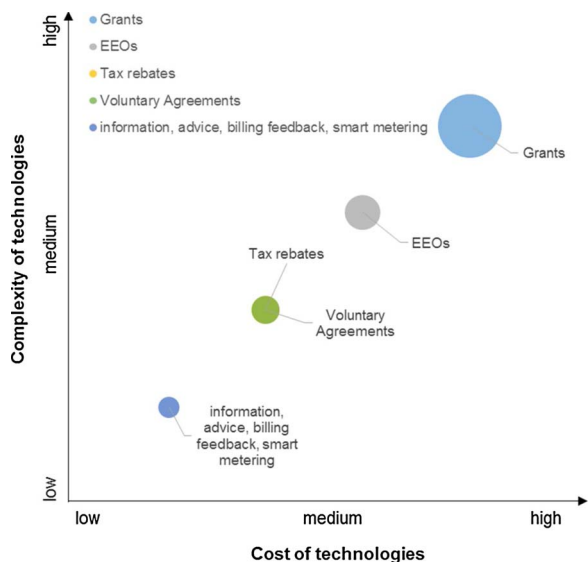 high
Grants
EEOs
Tax rebates
Voluntary Agreements
information, advice, billing feedback, smart metering
Grants
EEOs
Tax rebates
Voluntary
Agreements
information,
advice, billing
feedback, smart
metering
Complexity of technologies
medium
low
low medium high
Cost of technologies